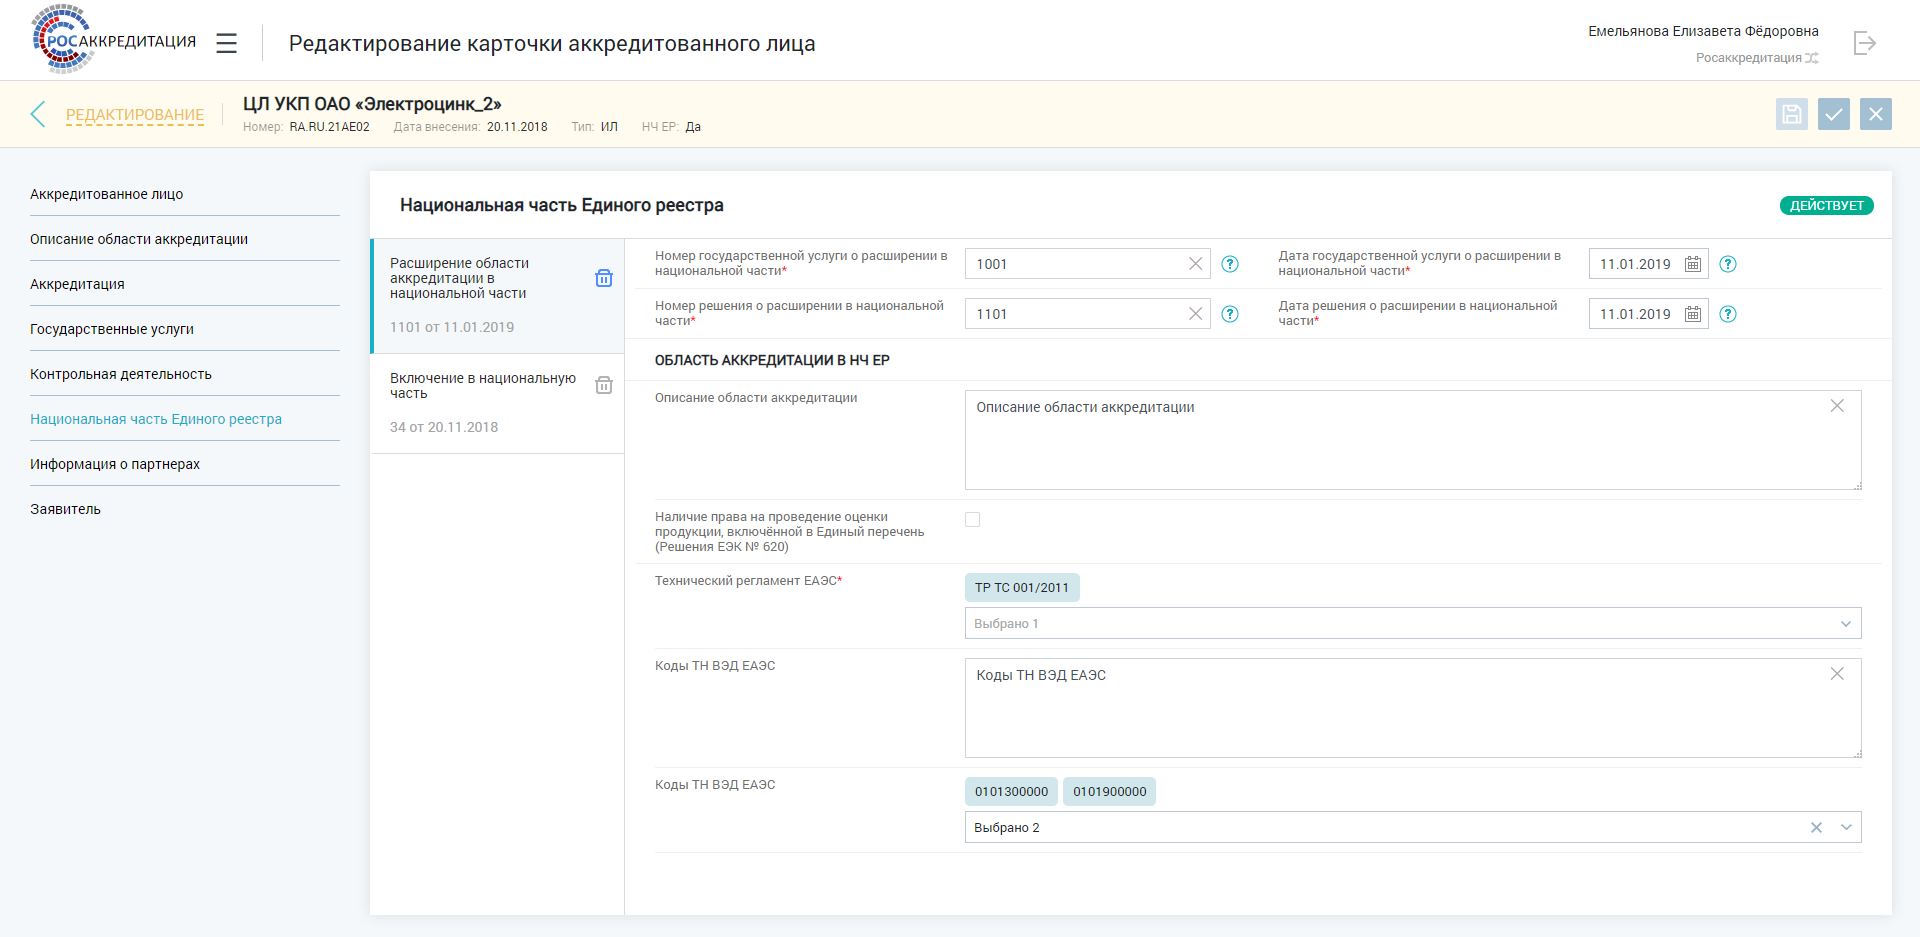 РОСАККРЕДИТАЦИЯ
Редактирование карточки аккредитованного лица
Емельянова Елизавета Фёдоровна
Росаккредитация
РЕДАКТИРОВАНИЕ
ЦЛ УКП ОАО «Электроцинк_2»
Номер: RA.RU.21АЕ02 Дата внесения: 20.11.2018 Тип: ИЛ НЧ ЕР: Да
Аккредитованное лицо
Описание области аккредитации
Аккредитация
Государственные услуги
Контрольная деятельность
Национальная часть Единого реестра
Информация о партнерах
Заявитель
Национальная часть Единого реестра
ДЕЙСТВУЕТ
Расширение области
аккредитации в
национальной части
1101 от 11.01.2019
Включение в национальную
часть
34 от 20.11.2018
Номер государственной услуги о расширении в
национальной части*
1001
?
Дата государственной услуги о расширении в
национальной части*
11.01.2019
?
Номер решения о расширении в национальной
части*
1101
?
Дата решения о расширении в национальной
части*
11.01.2019
?
ОБЛАСТЬ АККРЕДИТАЦИИ В НЧ ЕР
Описание области аккредитации
Описание области аккредитации
Наличие права на проведение оценки
продукции, включённой в Единый перечень
(Решения ЕЭК № 620)
Технический регламент ЕАЭС*
ТР ТС 001/2011
Выбрано 1
Коды ТН ВЭД ЕАЭС
Коды ТН ВЭД ЕАЭС
Коды ТН ВЭД ЕАЭС
0101300000 0101900000
Выбрано 2